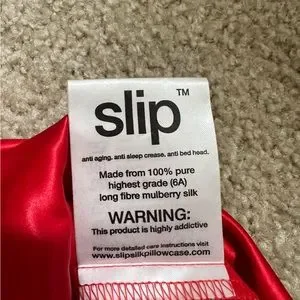 slip™
anti aging. anti sleep crease. anti bed head.
Made from 100% pure
highest grade (6A)
long fibre mulberry silk
WARNING:
This product is highly addictive
For more detailed care instructions visit
www.slipsilkpillowcase.com